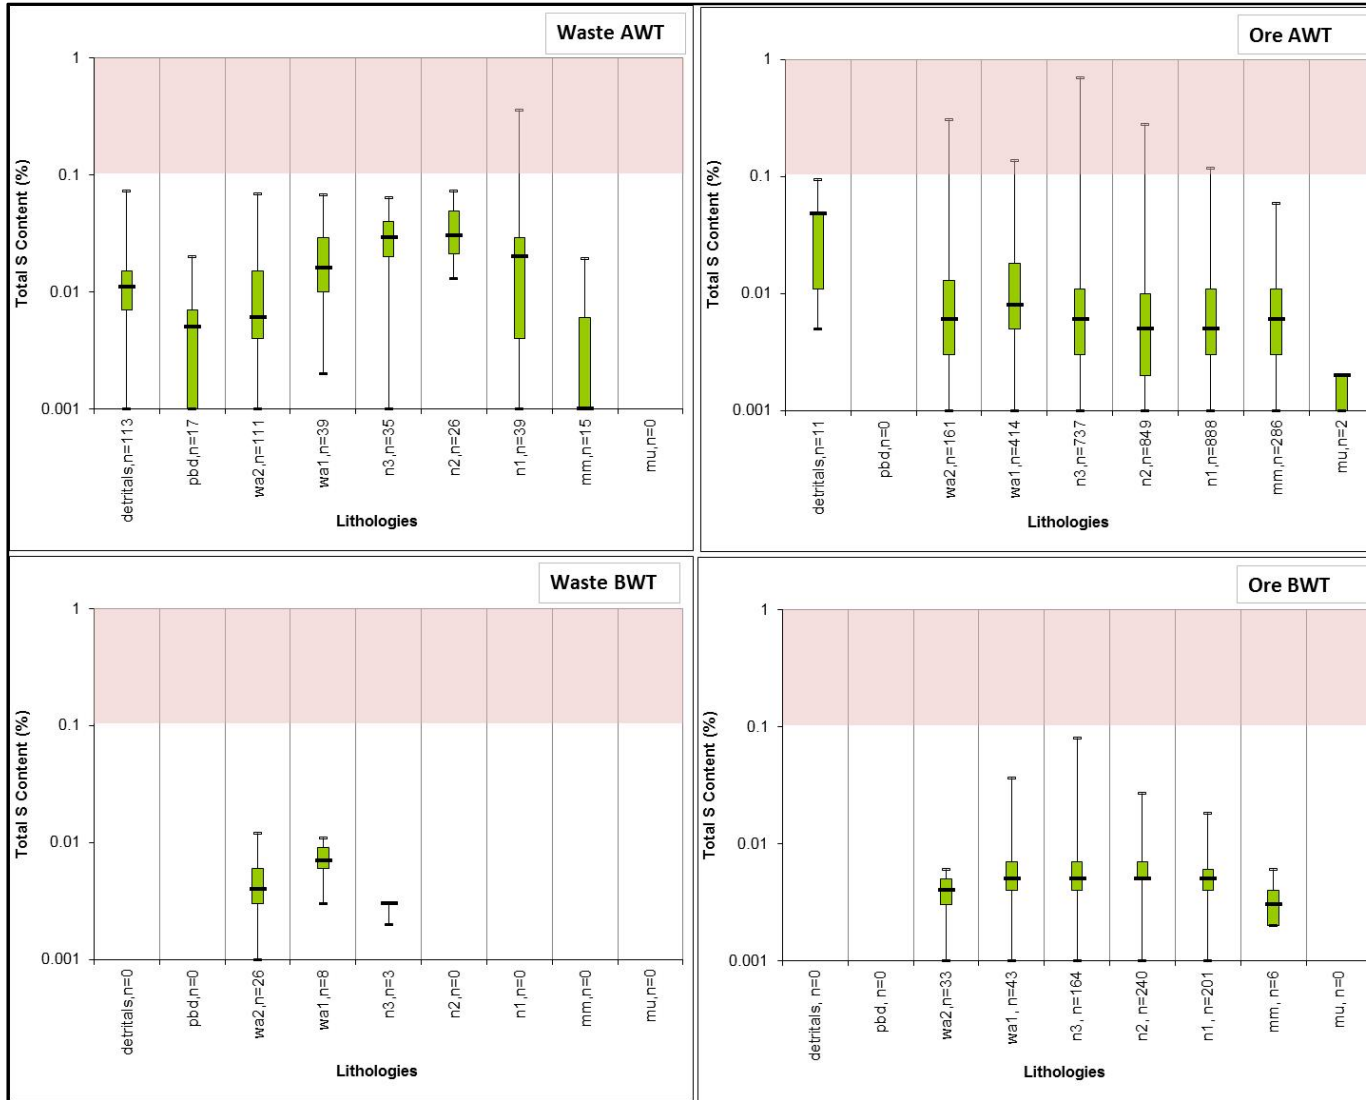 Waste AWT
1
0.1
0.01
0.001
Total S Content (%)
detritals,n=113
pbd,n=17
wa2,n=111
wa1,n=39
n3,n=35
n2,n=26
n1,n=39
mm,n=15
mu,n=0
Lithologies
Ore AWT
1
0.1
0.01
0.001
Total S Content (%)
detritals,n=11
pbd,n=0
wa2,n=161
wa1,n=414
n3,n=737
n2,n=849
n1,n=888
mm,n=286
mu,n=2
Lithologies
Waste BWT
1
0.1
0.01
0.001
Total S Content (%)
detritals,n=0
pbd,n=0
wa2,n=26
wa1,n=8
n3,n=3
n2,n=0
n1,n=0
mm,n=0
mu,n=0
Lithologies
Ore BWT
1
0.1
0.01
0.001
Total S Content (%)
detritals, n=0
pbd, n=0
wa2,n=33
wa1, n=43
n3, n=164
n2, n=240
n1, n=201
mm, n=6
mu, n=0
Lithologies